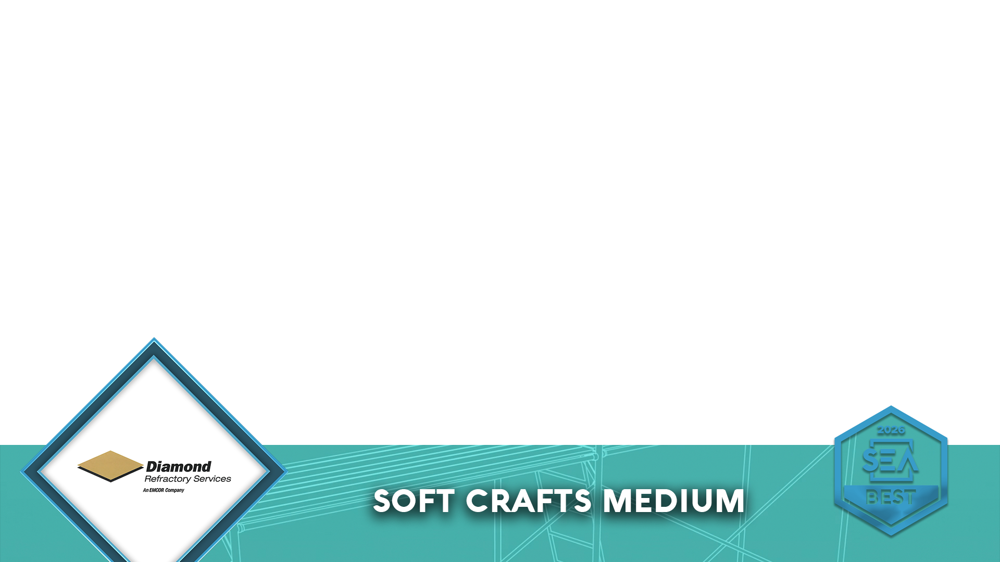 Diamond
Refractory Services
An EMCOR Company
SOFT CRAFTS MEDIUM
2026
SEA
BEST